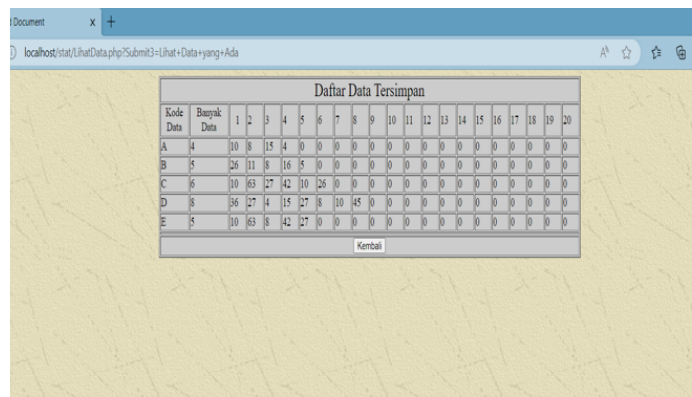 Document x +
localhost/stat/LihatData.php?Submit3=Lihat+Data+yang+Ada
Daftar Data Tersimpan
Kode Data Banyak Data 1 2 3 4 5 6 7 8 9 10 11 12 13 14 15 16 17 18 19 20
A 4 10 8 15 4 0 0 0 0 0 0 0 0 0 0 0 0 0 0 0 0
B 5 26 11 8 16 5 0 0 0 0 0 0 0 0 0 0 0 0 0 0 0
C 6 10 63 27 42 10 26 0 0 0 0 0 0 0 0 0 0 0 0 0 0
D 8 36 27 4 15 27 8 10 45 0 0 0 0 0 0 0 0 0 0 0 0
E 5 10 63 8 42 27 0 0 0 0 0 0 0 0 0 0 0 0 0 0 0
Kembali